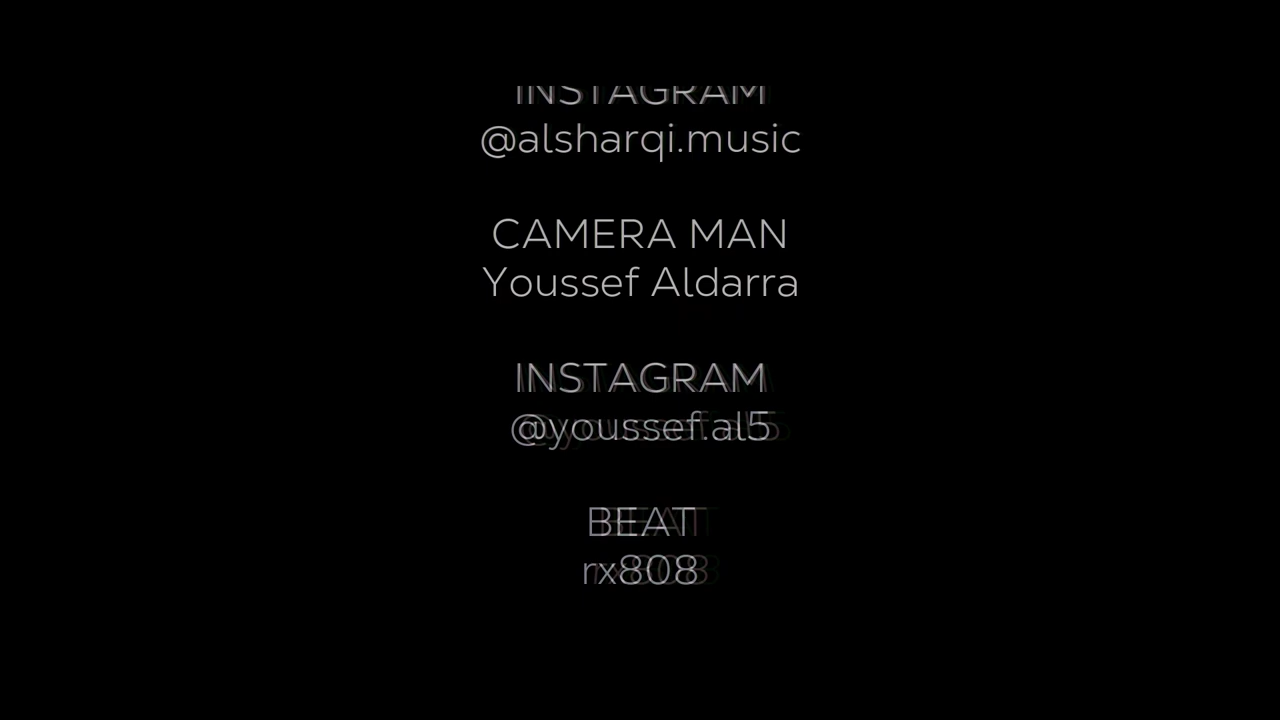 INSTAGRAM
@alsharqi.music
CAMERA MAN
Youssef Aldarra
INSTAGRAM
@youssef.al5
BEAT
rx808